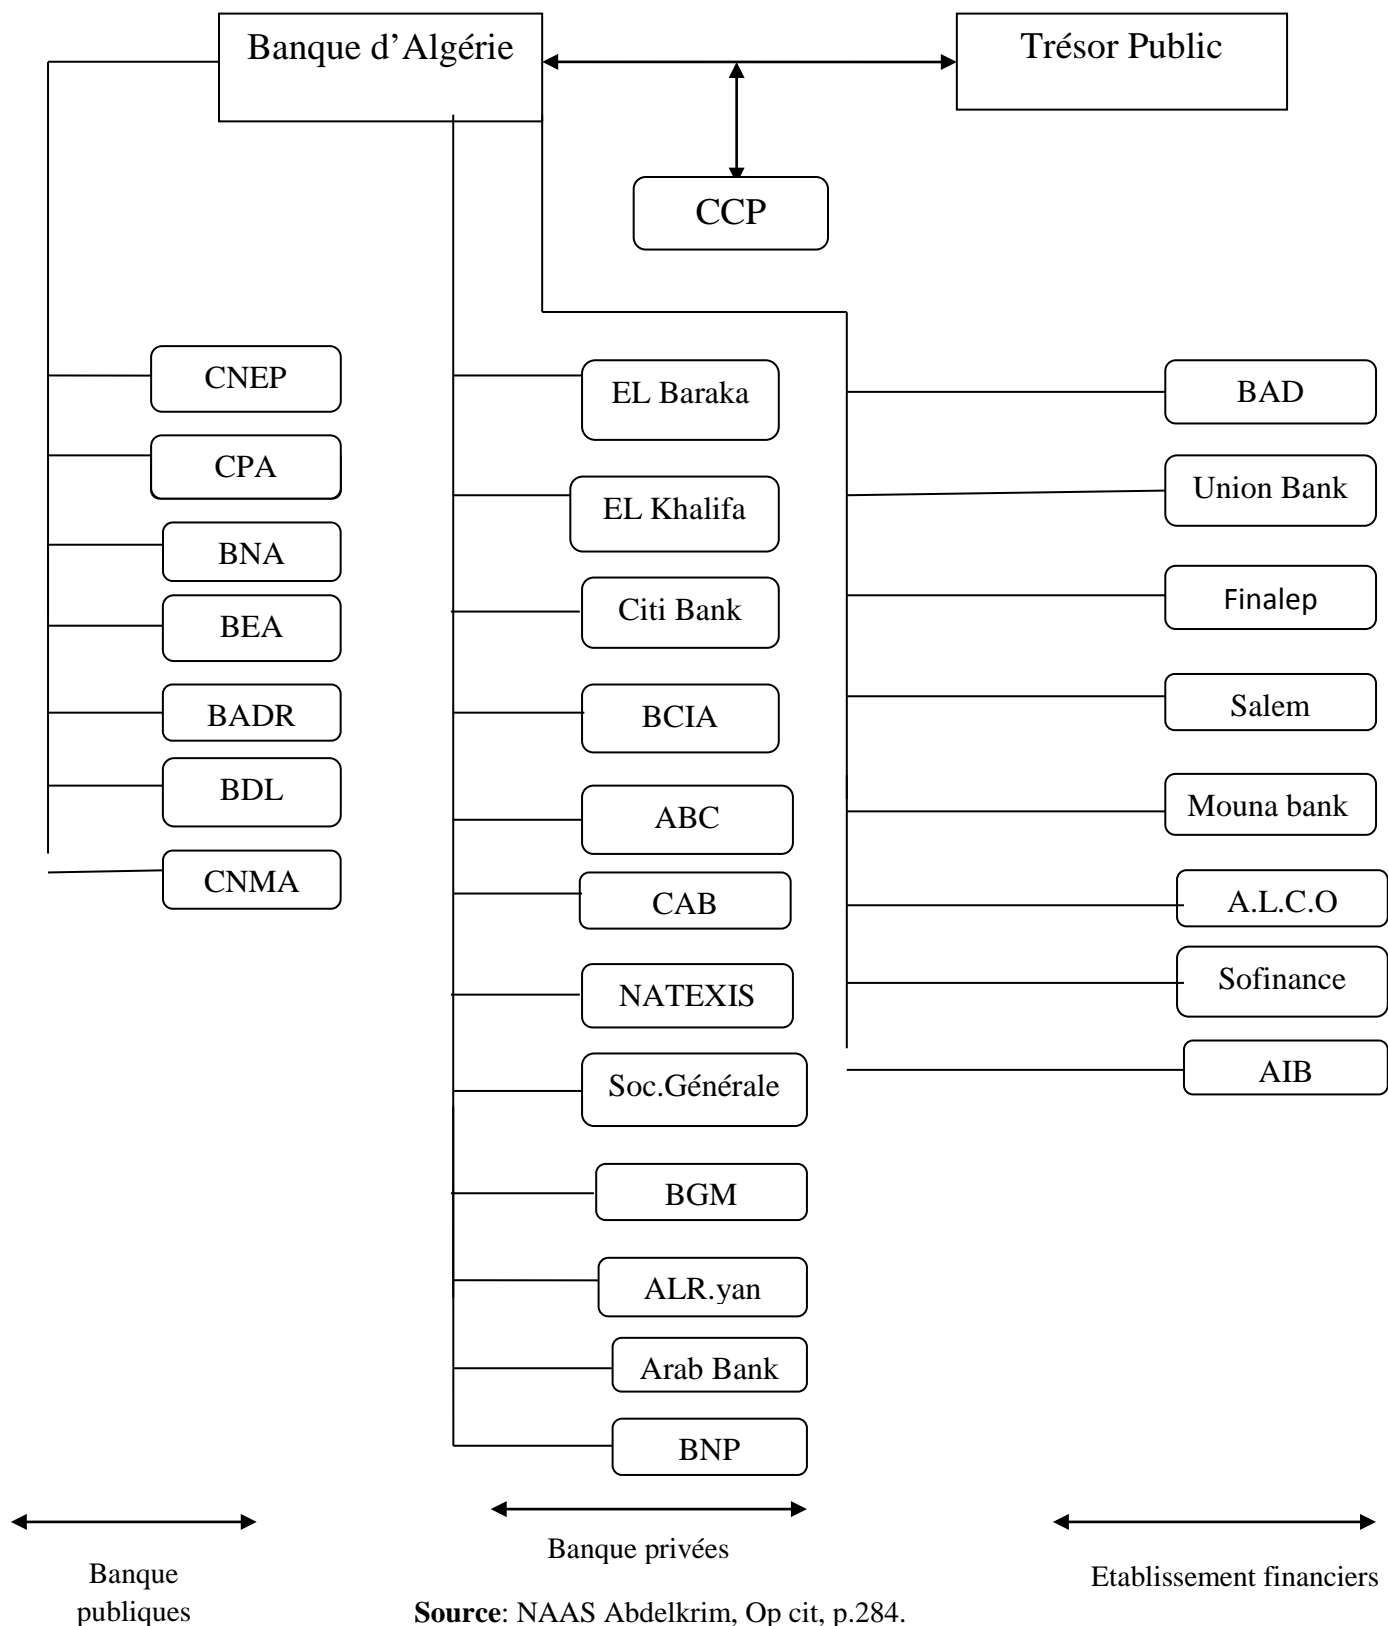 Banque d'Algérie
Trésor Public
CCP
CNEP
CPA
BNA
BEA
BADR
BDL
CNMA
EL Baraka
EL Khalifa
Citi Bank
BCIA
ABC
CAB
NATEXIS
Soc.Générale
BGM
ALR.yan
Arab Bank
BNP
BAD
Union Bank
Finalep
Salem
Mouna bank
A.L.C.O
Sofinance
AIB
Banque
publiques
Banque privées
Etablissement financiers
Source: NAAS Abdelkrim, Op cit, p.284.